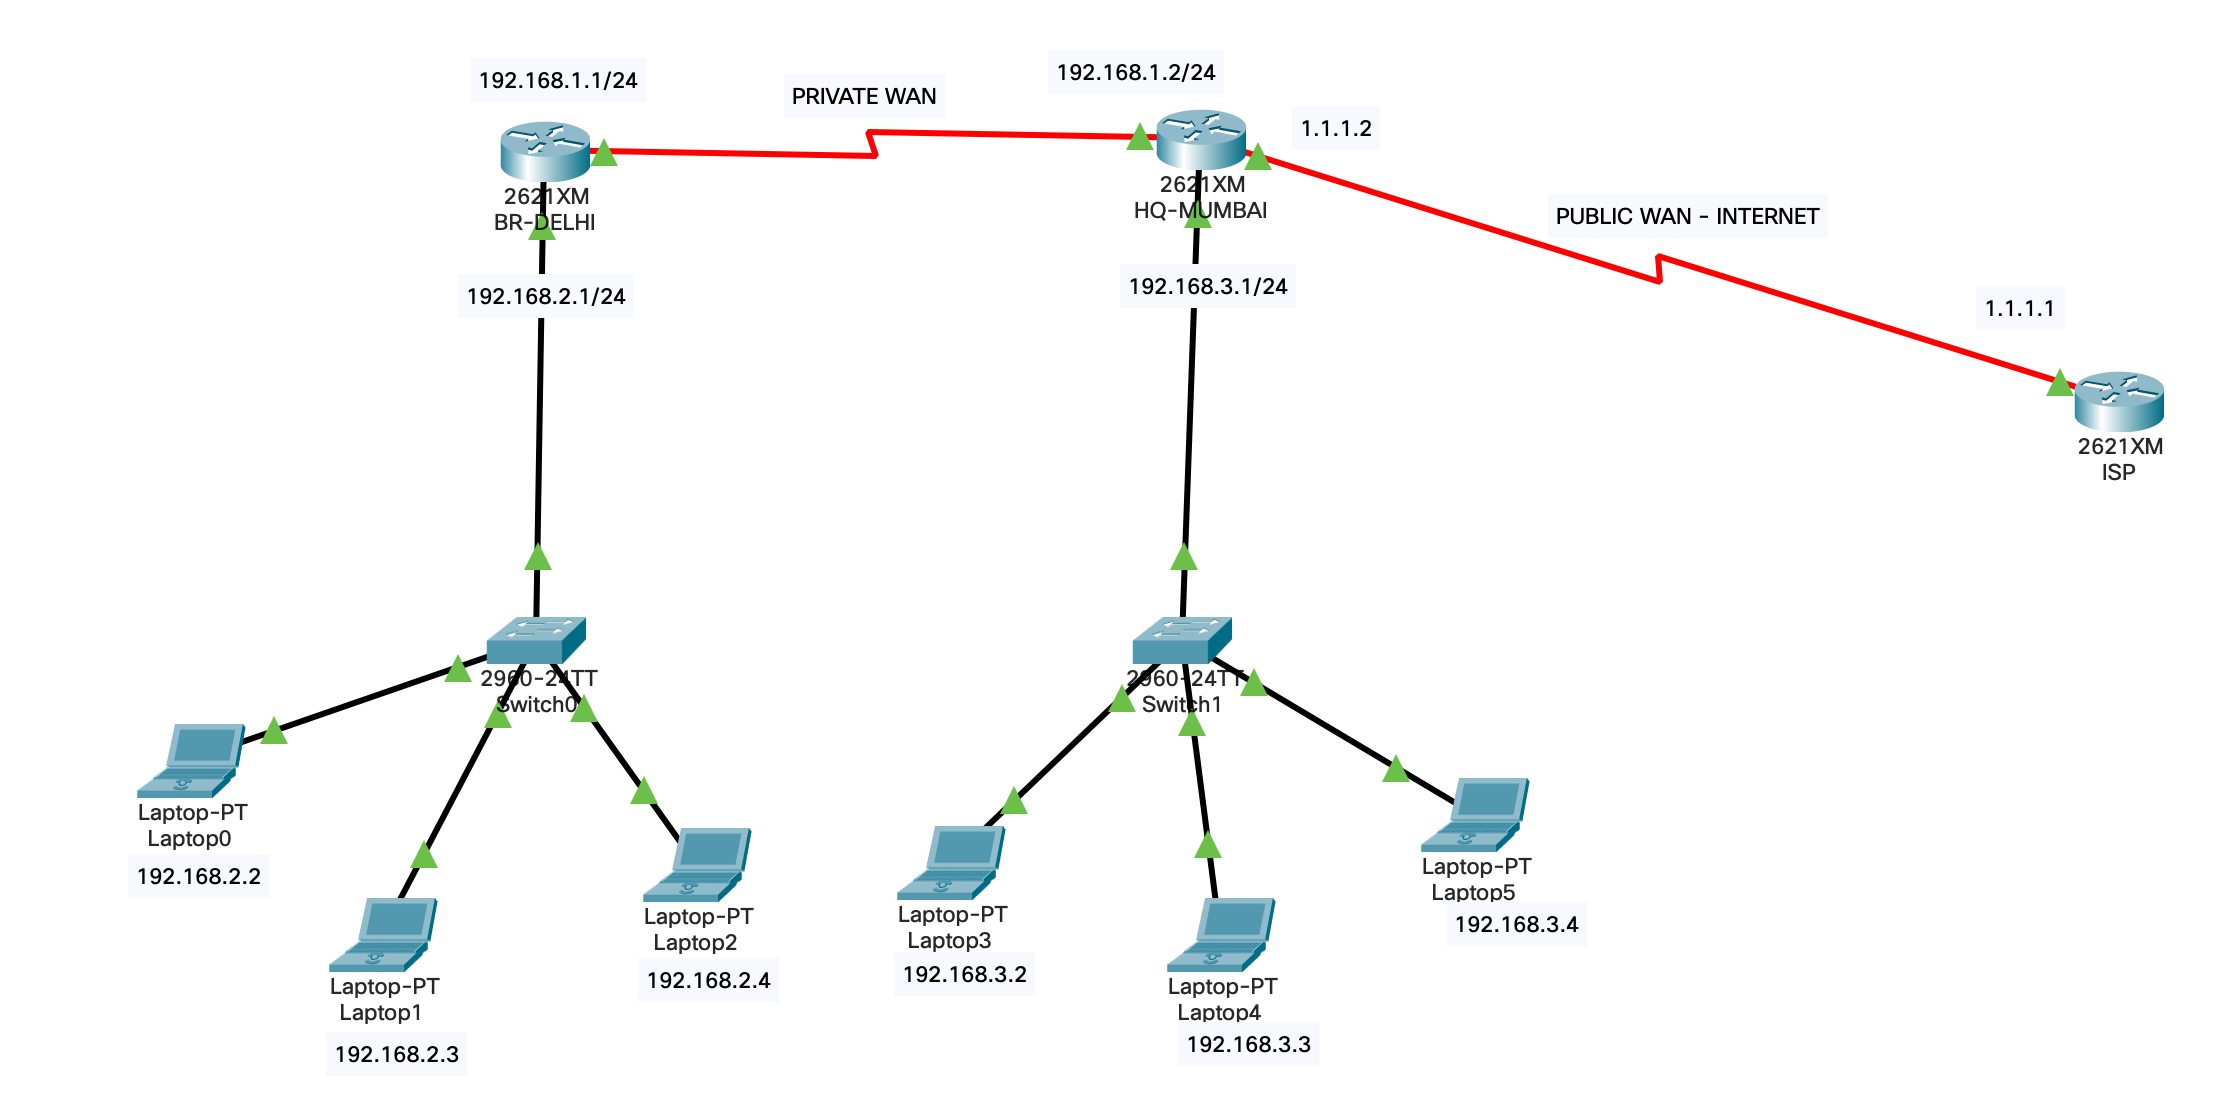 192.168.1.1/24
PRIVATE WAN
192.168.1.2/24
1.1.1.2
2621XM
BR-DELHI
2621XM
HQ-MUMBAI
PUBLIC WAN - INTERNET
192.168.2.1/24
192.168.3.1/24
1.1.1.1
2621XM
ISP
2960-24TT
Switch0
2960-24TT
Switch1
Laptop-PT
Laptop0
192.168.2.2
Laptop-PT
Laptop1
192.168.2.3
Laptop-PT
Laptop2
192.168.2.4
Laptop-PT
Laptop3
192.168.3.2
Laptop-PT
Laptop4
192.168.3.3
Laptop-PT
Laptop5
192.168.3.4